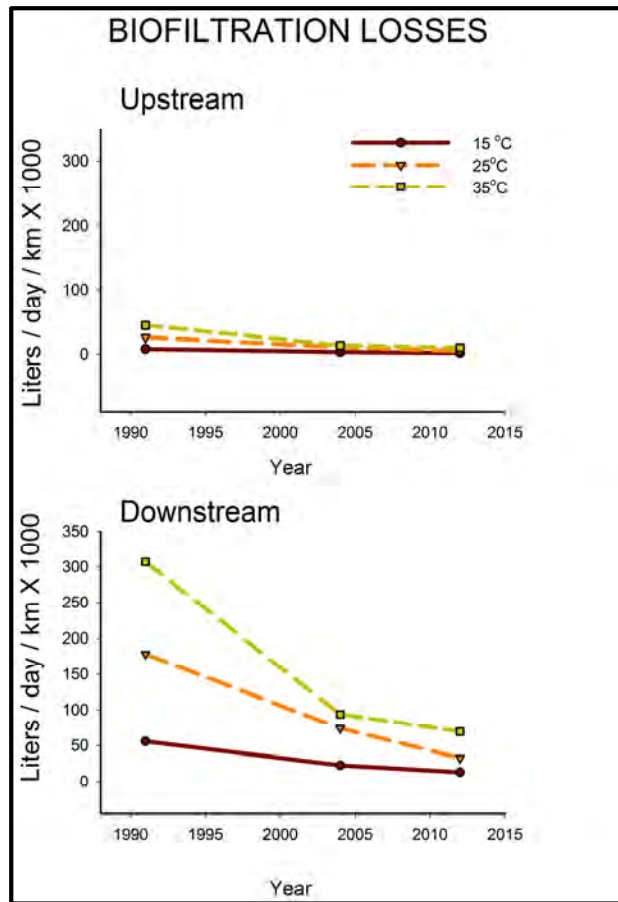 BIOFILTRATION LOSSES
Upstream
Liters / day / km X 1000
300
200
100
0
15 °C
25°C
35°C
1990 1995 2000 2005 2010 2015
Year
Downstream
Liters / day / km X 1000
350
300
250
200
150
100
50
0
1990 1995 2000 2005 2010 2015
Year